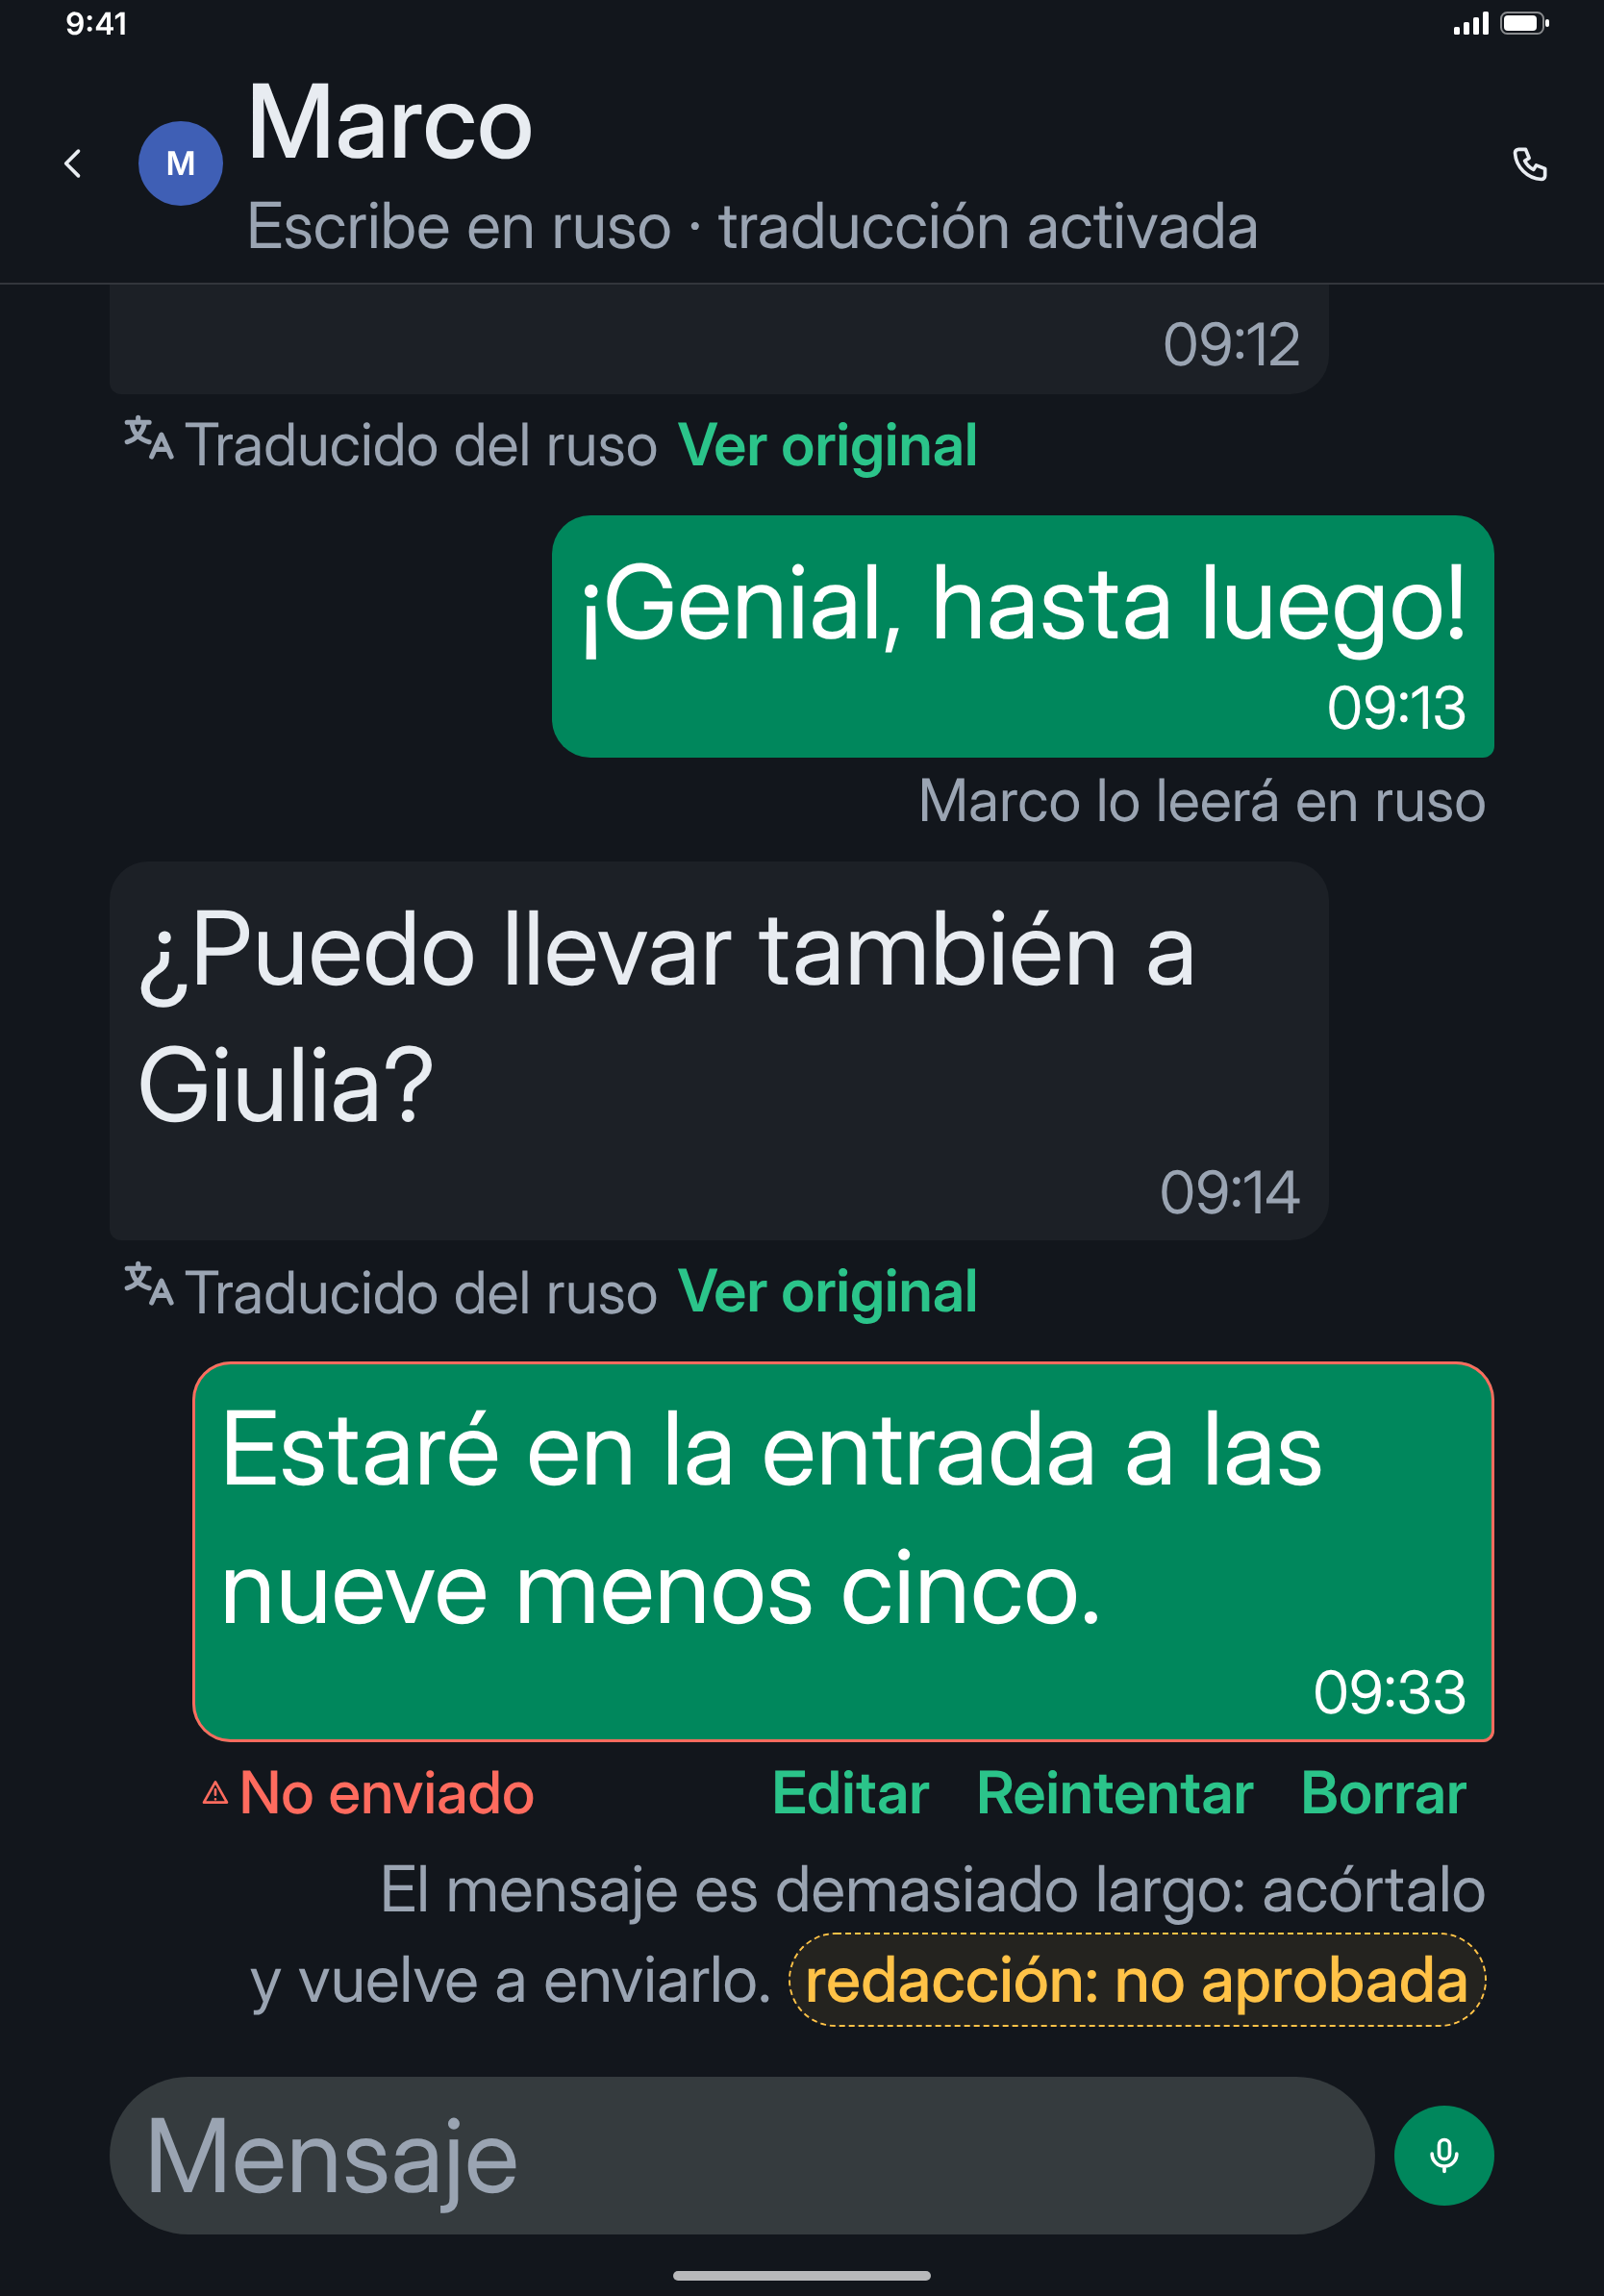 9:41
M
Marco
Escribe en ruso · traducción activada
09:12
Traducido del ruso Ver original
¡Genial, hasta luego!
09:13
Marco lo leerá en ruso
¿Puedo llevar también a
Giulia?
09:14
Traducido del ruso Ver original
Estaré en la entrada a las
nueve menos cinco.
09:33
No enviado Editar Reintentar Borrar
El mensaje es demasiado largo: acórtalo
y vuelve a enviarlo. redacción: no aprobada
Mensaje